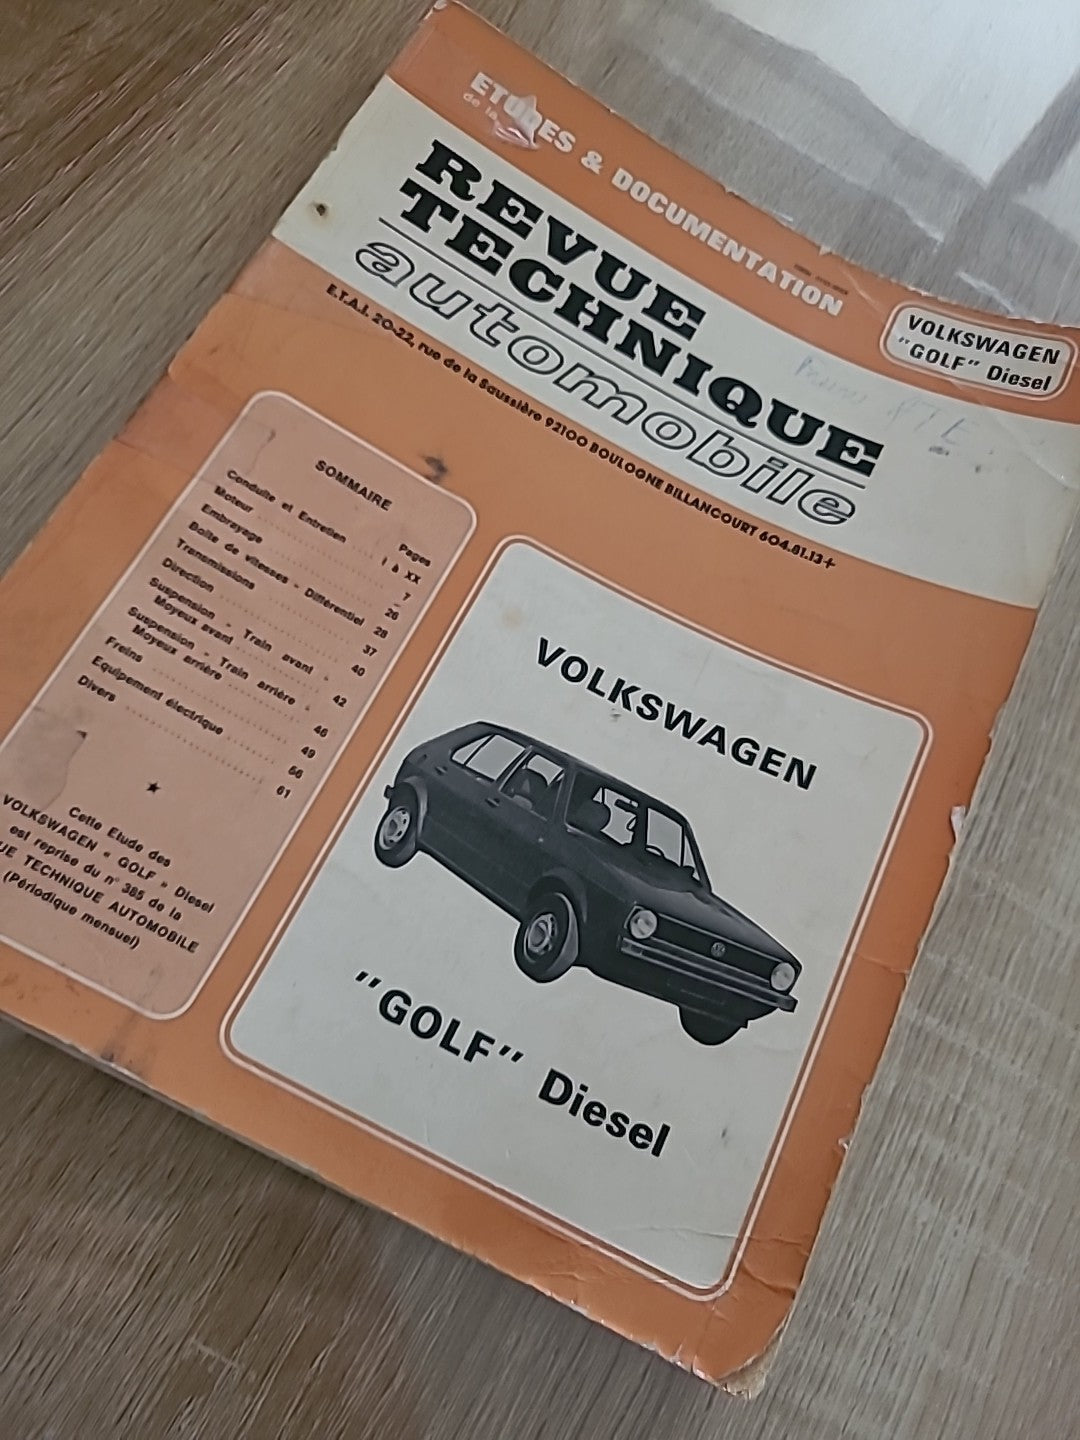 ETUDES & DOCUMENTATION
de la
REVUE
TECHNIQUE
automobile
E.T.A.I. 20-22, rue de la Saussière 92100 BOULOGNE BILLANCOURT 604.81.13+
VOLKSWAGEN
"GOLF" Diesel
SOMMAIRE
Pages
Conduite et Entretien I à XX
Moteur 7
Embrayage 26
Boîte de vitesses - Différentiel 28
Transmissions 37
Direction 40
Suspension - Train avant -
Moyeux avant 42
Suspension - Train arrière -
Moyeux arrière 46
Freins 49
Equipement électrique 56
Divers 61
Cette Etude des
VOLKSWAGEN « GOLF » Diesel
est reprise du n° 385 de la
UE TECHNIQUE AUTOMOBILE
(Périodique mensuel)
VOLKSWAGEN
"GOLF" Diesel